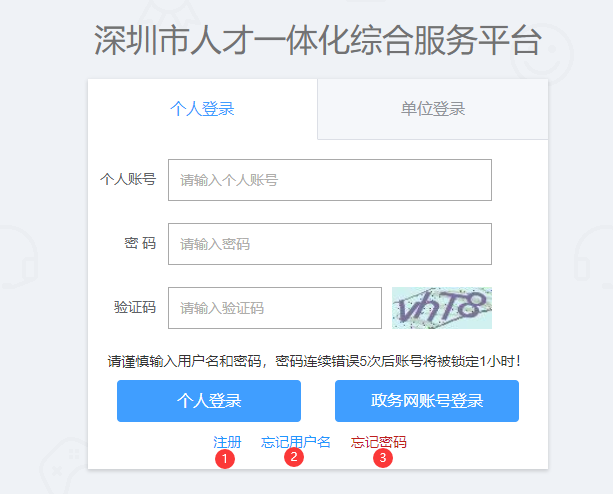 深圳市人才一体化综合服务平台
个人登录 单位登录
个人账号 请输入个人账号
密 码 请输入密码
验证码 请输入验证码 vhT8
请谨慎输入用户名和密码，密码连续错误5次后账号将被锁定1小时！
个人登录 政务网账号登录
注册 忘记用户名 忘记密码
1 2 3